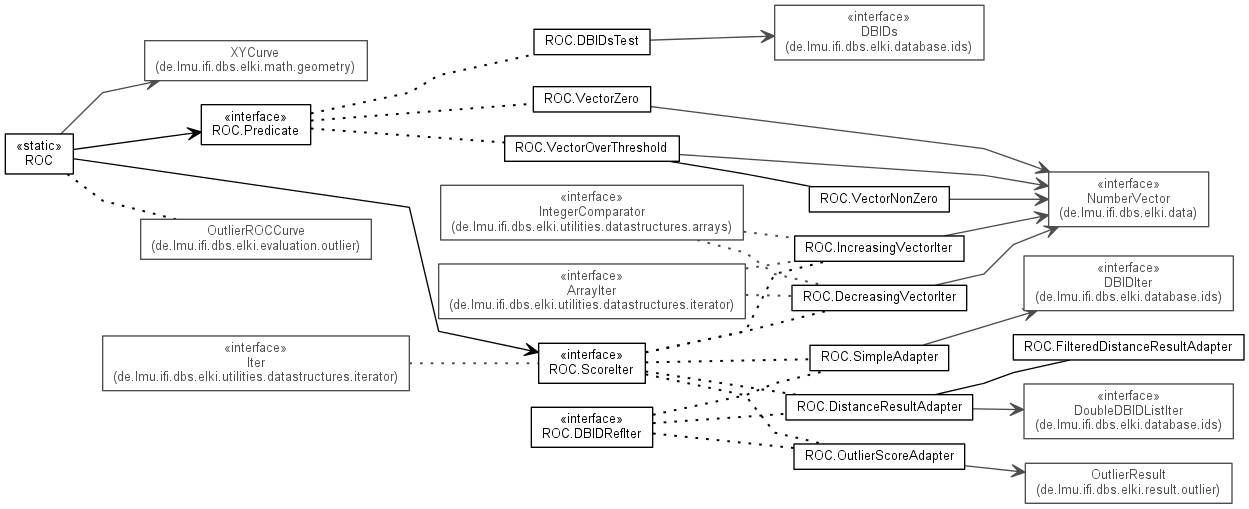 «interface»
DBIDs
(de.lmu.ifi.dbs.elki.database.ids)
ROC.DBIDsTest
XYCurve
(de.lmu.ifi.dbs.elki.math.geometry)
ROC.VectorZero
«interface»
ROC.Predicate
«static»
ROC
ROC.VectorOverThreshold
«interface»
NumberVector
(de.lmu.ifi.dbs.elki.data)
ROC.VectorNonZero
«interface»
IntegerComparator
(de.lmu.ifi.dbs.elki.utilities.datastructures.arrays)
OutlierROCCurve
(de.lmu.ifi.dbs.elki.evaluation.outlier)
ROC.IncreasingVectorIter
«interface»
ArrayIter
(de.lmu.ifi.dbs.elki.utilities.datastructures.iterator)
ROC.DecreasingVectorIter
«interface»
DBIDIter
(de.lmu.ifi.dbs.elki.database.ids)
«interface»
Iter
(de.lmu.ifi.dbs.elki.utilities.datastructures.iterator)
«interface»
ROC.ScoreIter
ROC.SimpleAdapter
ROC.FilteredDistanceResultAdapter
ROC.DistanceResultAdapter
«interface»
DoubleDBIDListIter
(de.lmu.ifi.dbs.elki.database.ids)
«interface»
ROC.DBIDRefIter
ROC.OutlierScoreAdapter
OutlierResult
(de.lmu.ifi.dbs.elki.result.outlier)